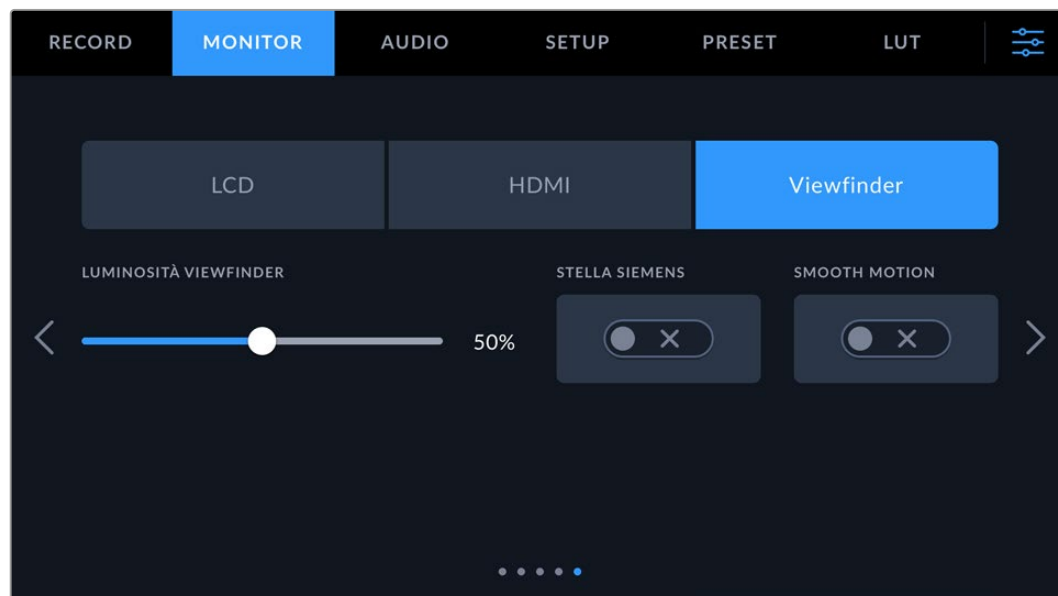 RECORD MONITOR AUDIO SETUP PRESET LUT
LCD HDMI Viewfinder
LUMINOSITÀ VIEWFINDER STELLA SIEMENS SMOOTH MOTION
50%